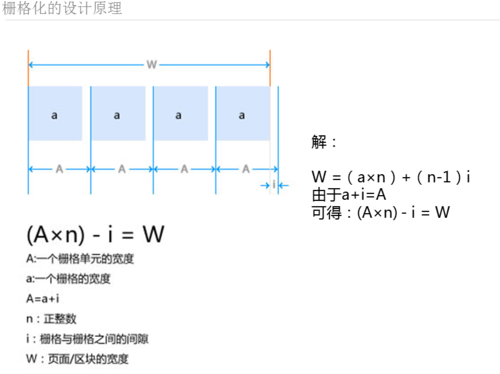 栅格化的设计原理
W
a a a a
A A A A
i
解：
W =（a×n）+（n-1）i
由于a+i=A
可得：(A×n) - i = W
(A×n) - i = W
A:一个栅格单元的宽度
a:一个栅格的宽度
A=a+i
n：正整数
i：栅格与栅格之间的间隙
W：页面/区块的宽度